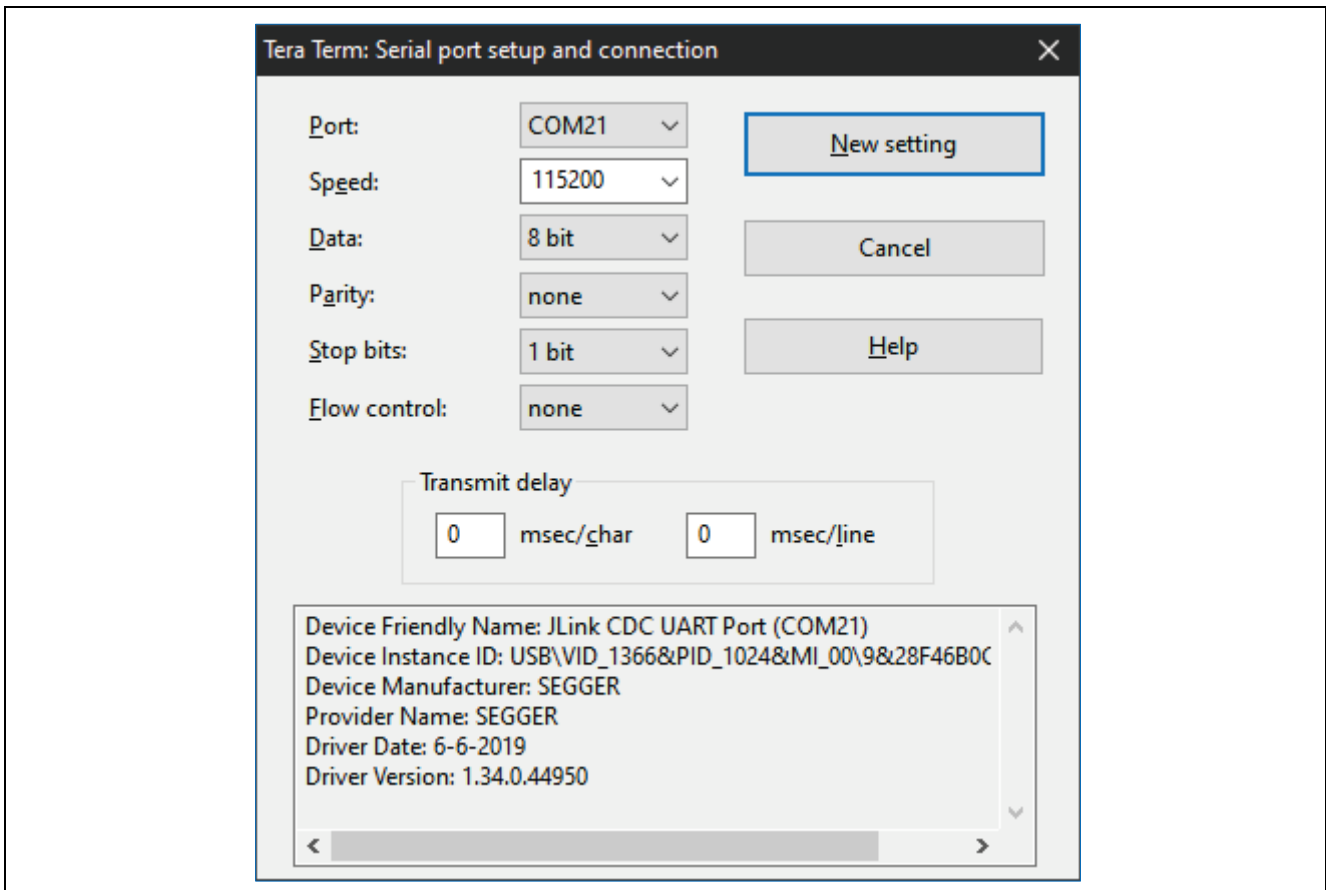 Tera Term: Serial port setup and connection
Port: COM21
New setting
Speed: 115200
Data: 8 bit
Cancel
Parity: none
Stop bits: 1 bit
Help
Flow control: none
Transmit delay
0 msec/char 0 msec/line
Device Friendly Name: JLink CDC UART Port (COM21)
Device Instance ID: USB\VID_1366&PID_1024&MI_00\9&28F46B0C
Device Manufacturer: SEGGER
Provider Name: SEGGER
Driver Date: 6-6-2019
Driver Version: 1.34.0.44950